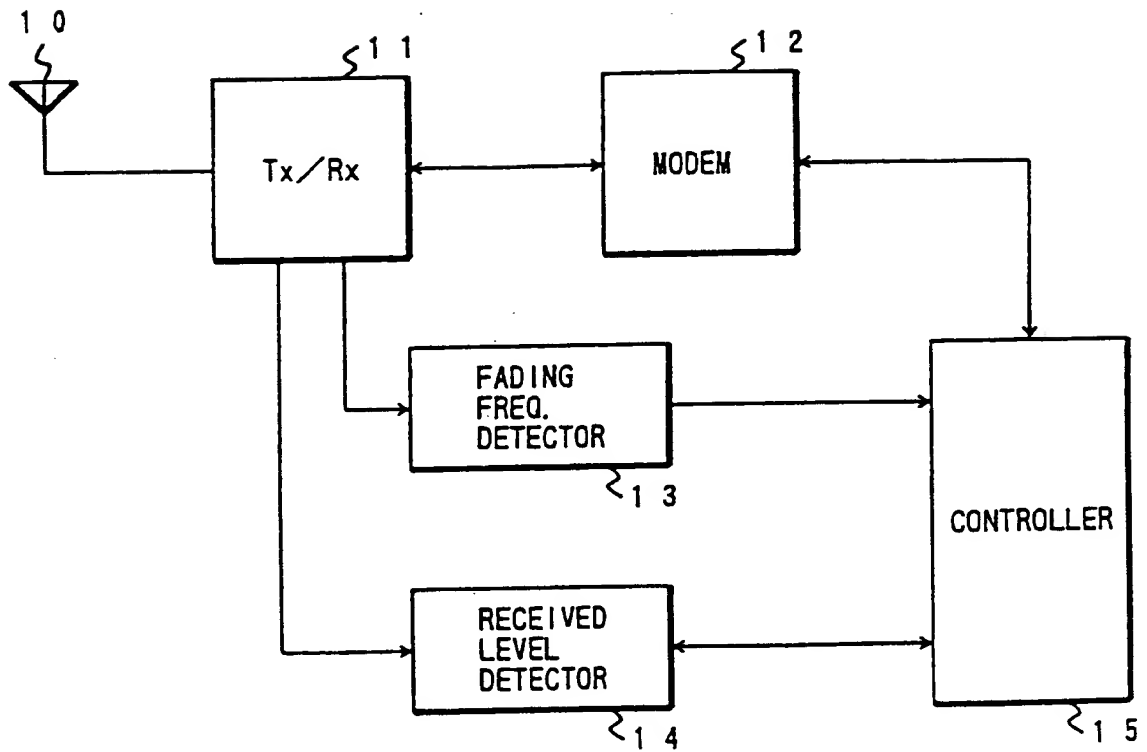 1 0
1 1
1 2
Tx/Rx
MODEM
FADING
FREQ.
DETECTOR
1 3
CONTROLLER
RECEIVED
LEVEL
DETECTOR
1 4
1 5